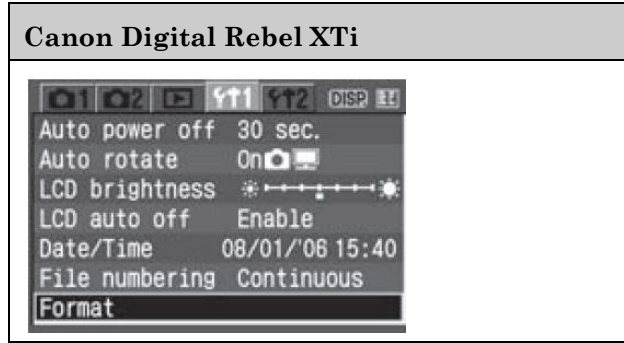 Canon Digital Rebel XTi
1 2 1 2 DISP
Auto power off 30 sec.
Auto rotate On
LCD brightness
LCD auto off Enable
Date/Time 08/01/'06 15:40
File numbering Continuous
Format